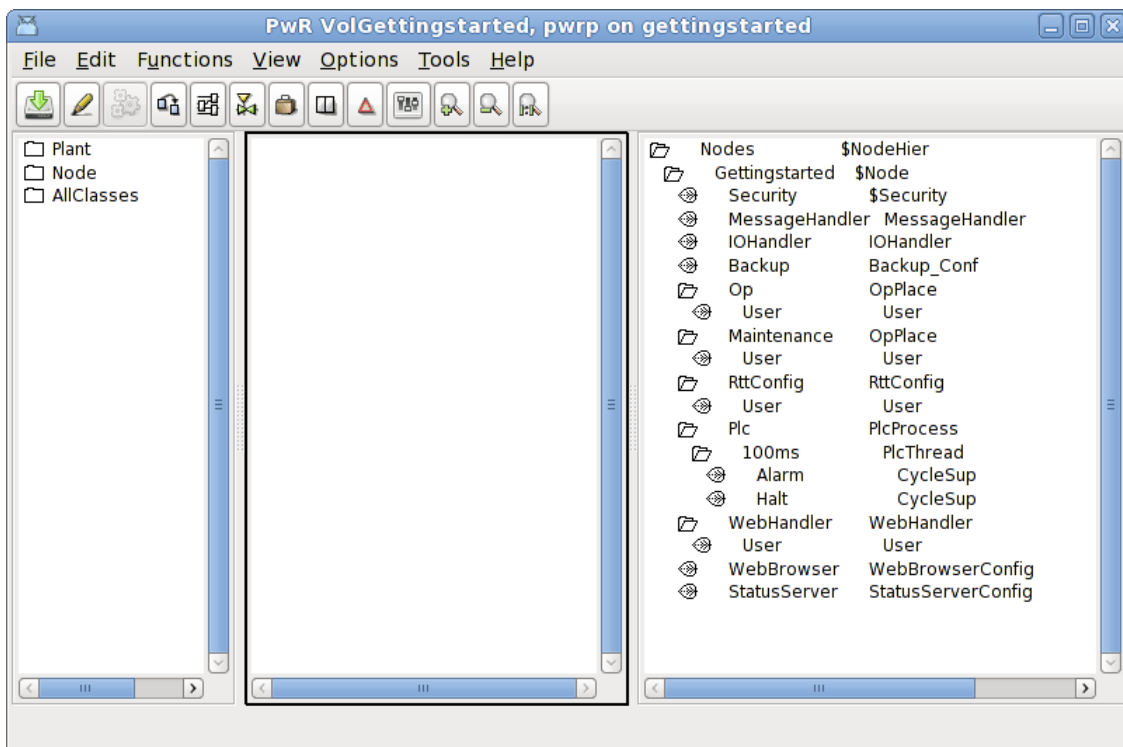 PwR VolGettingstarted, pwrp on gettingstarted
File Edit Functions View Options Tools Help
Plant
Node
AllClasses
Nodes $NodeHier
Gettingstarted $Node
Security $Security
MessageHandler MessageHandler
IOHandler IOHandler
Backup Backup_Conf
Op OpPlace
User User
Maintenance OpPlace
User User
RttConfig RttConfig
User User
Plc PlcProcess
100ms PlcThread
Alarm CycleSup
Halt CycleSup
WebHandler WebHandler
User User
WebBrowser WebBrowserConfig
StatusServer StatusServerConfig